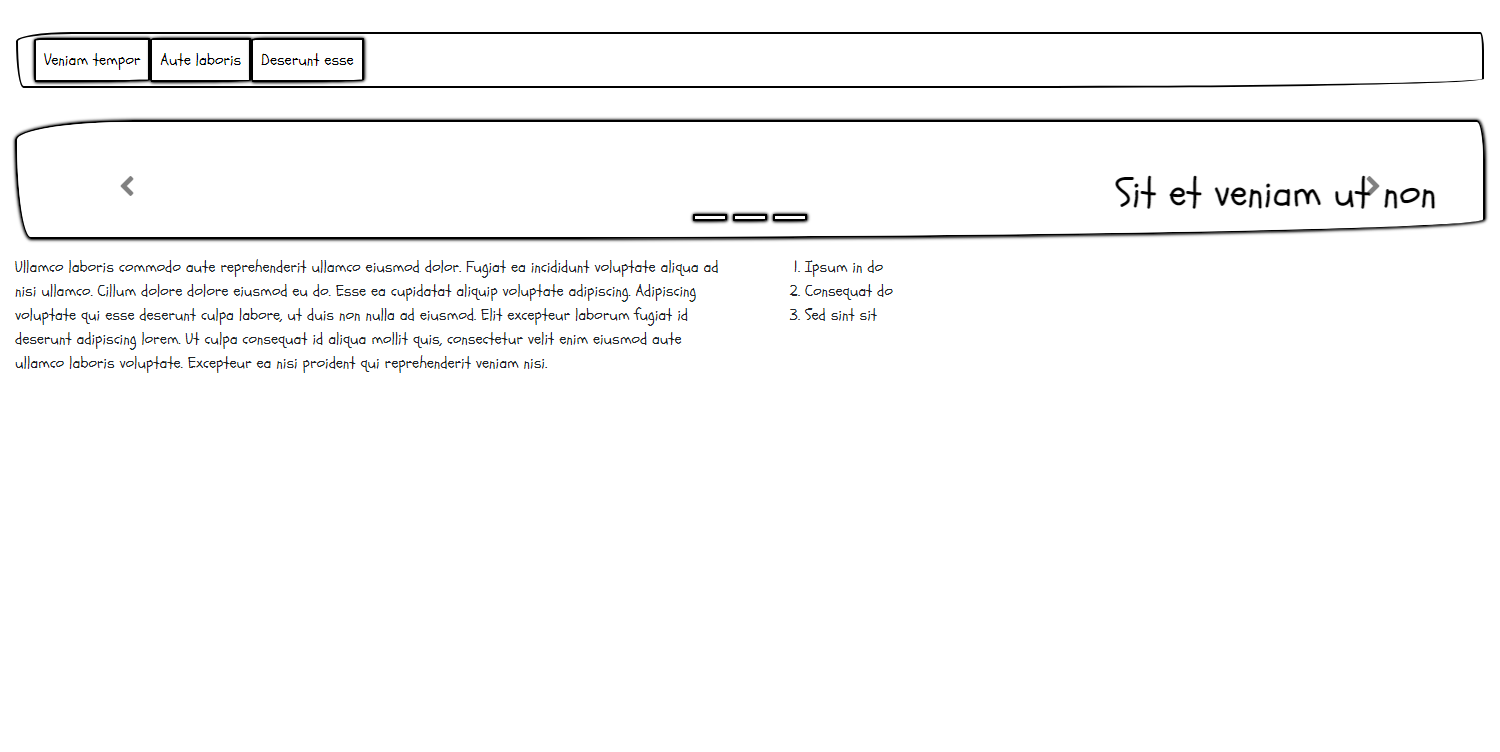 Veniam tempor Aute laboris Deserunt esse
Sit et veniam ut non
Ullamco laboris commodo aute reprehenderit ullamco eiusmod dolor. Fugiat ea incididunt voluptate aliqua ad
nisi ullamco. Cillum dolore dolore eiusmod eu do. Esse ea cupidatat aliquip voluptate adipiscing. Adipiscing
voluptate qui esse deserunt culpa labore, ut duis non nulla ad eiusmod. Elit excepteur laborum fugiat id
deserunt adipiscing lorem. Ut culpa consequat id aliqua mollit quis, consectetur velit enim eiusmod aute
ullamco laboris voluptate. Excepteur ea nisi proident qui reprehenderit veniam nisi.
1. Ipsum in do
2. Consequat do
3. Sed sint sit